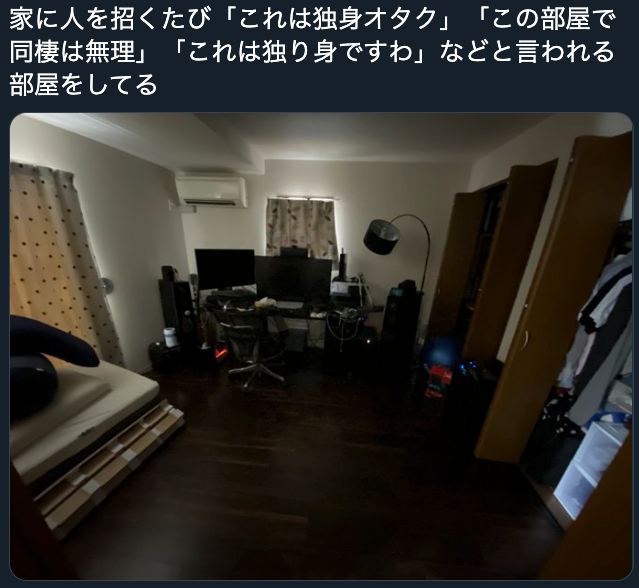 家に人を招くたび「これは独身オタク」「この部屋で
同棲は無理」「これは独り身ですわ」などと言われる
部屋をしてる